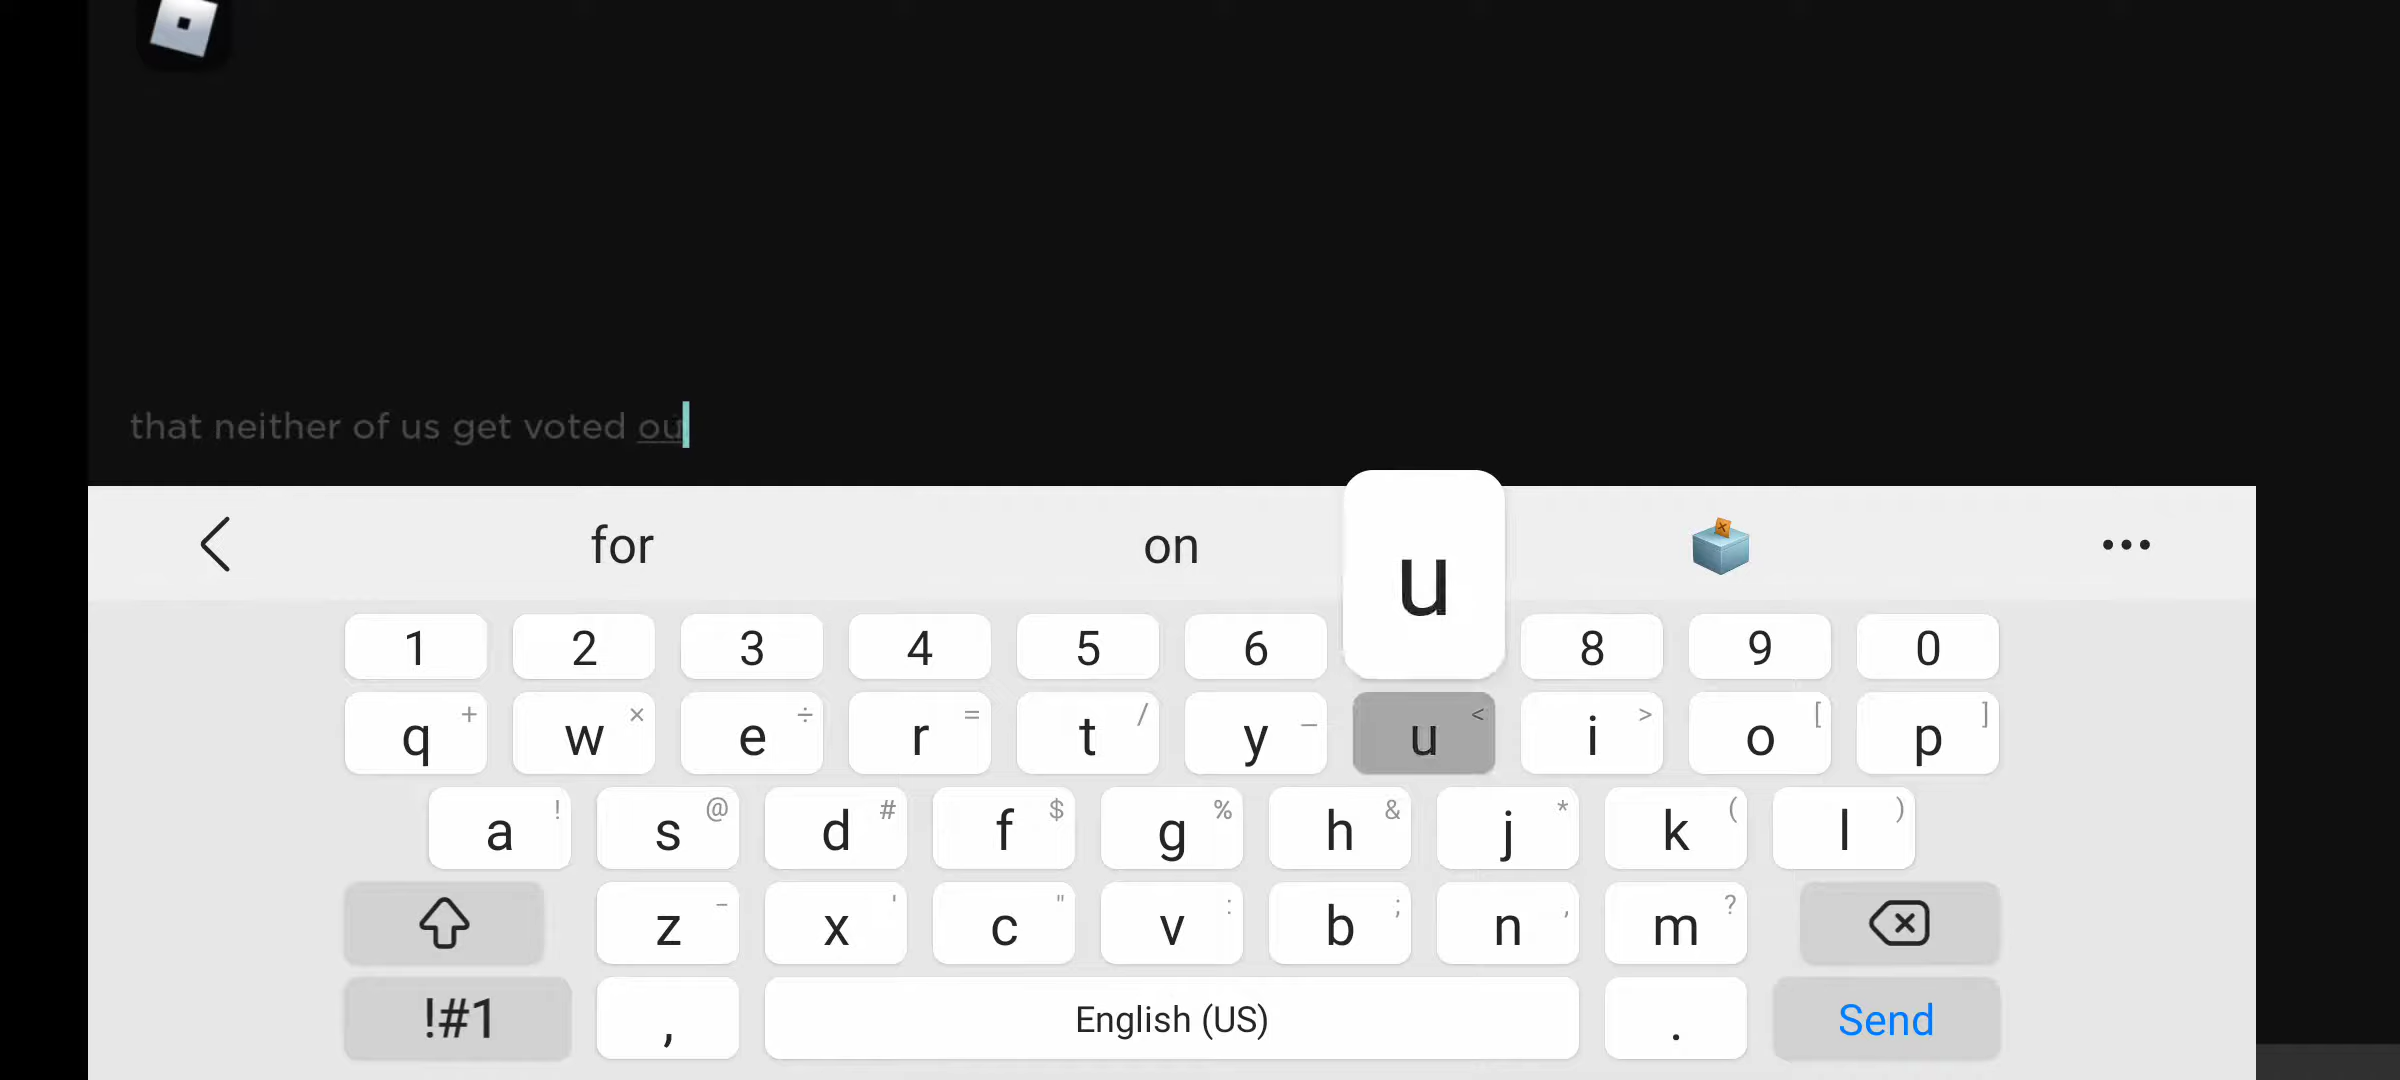 that neither of us get voted ou
for on
u
1 2 3 4 5 6 8 9 0
q + w × e ÷ r = t / y _ u < i > o [ p ]
a ! s @ d # f $ g % h & j * k ( l )
z - x ' c " v : b ; n , m ?
!#1 , English (US) . Send